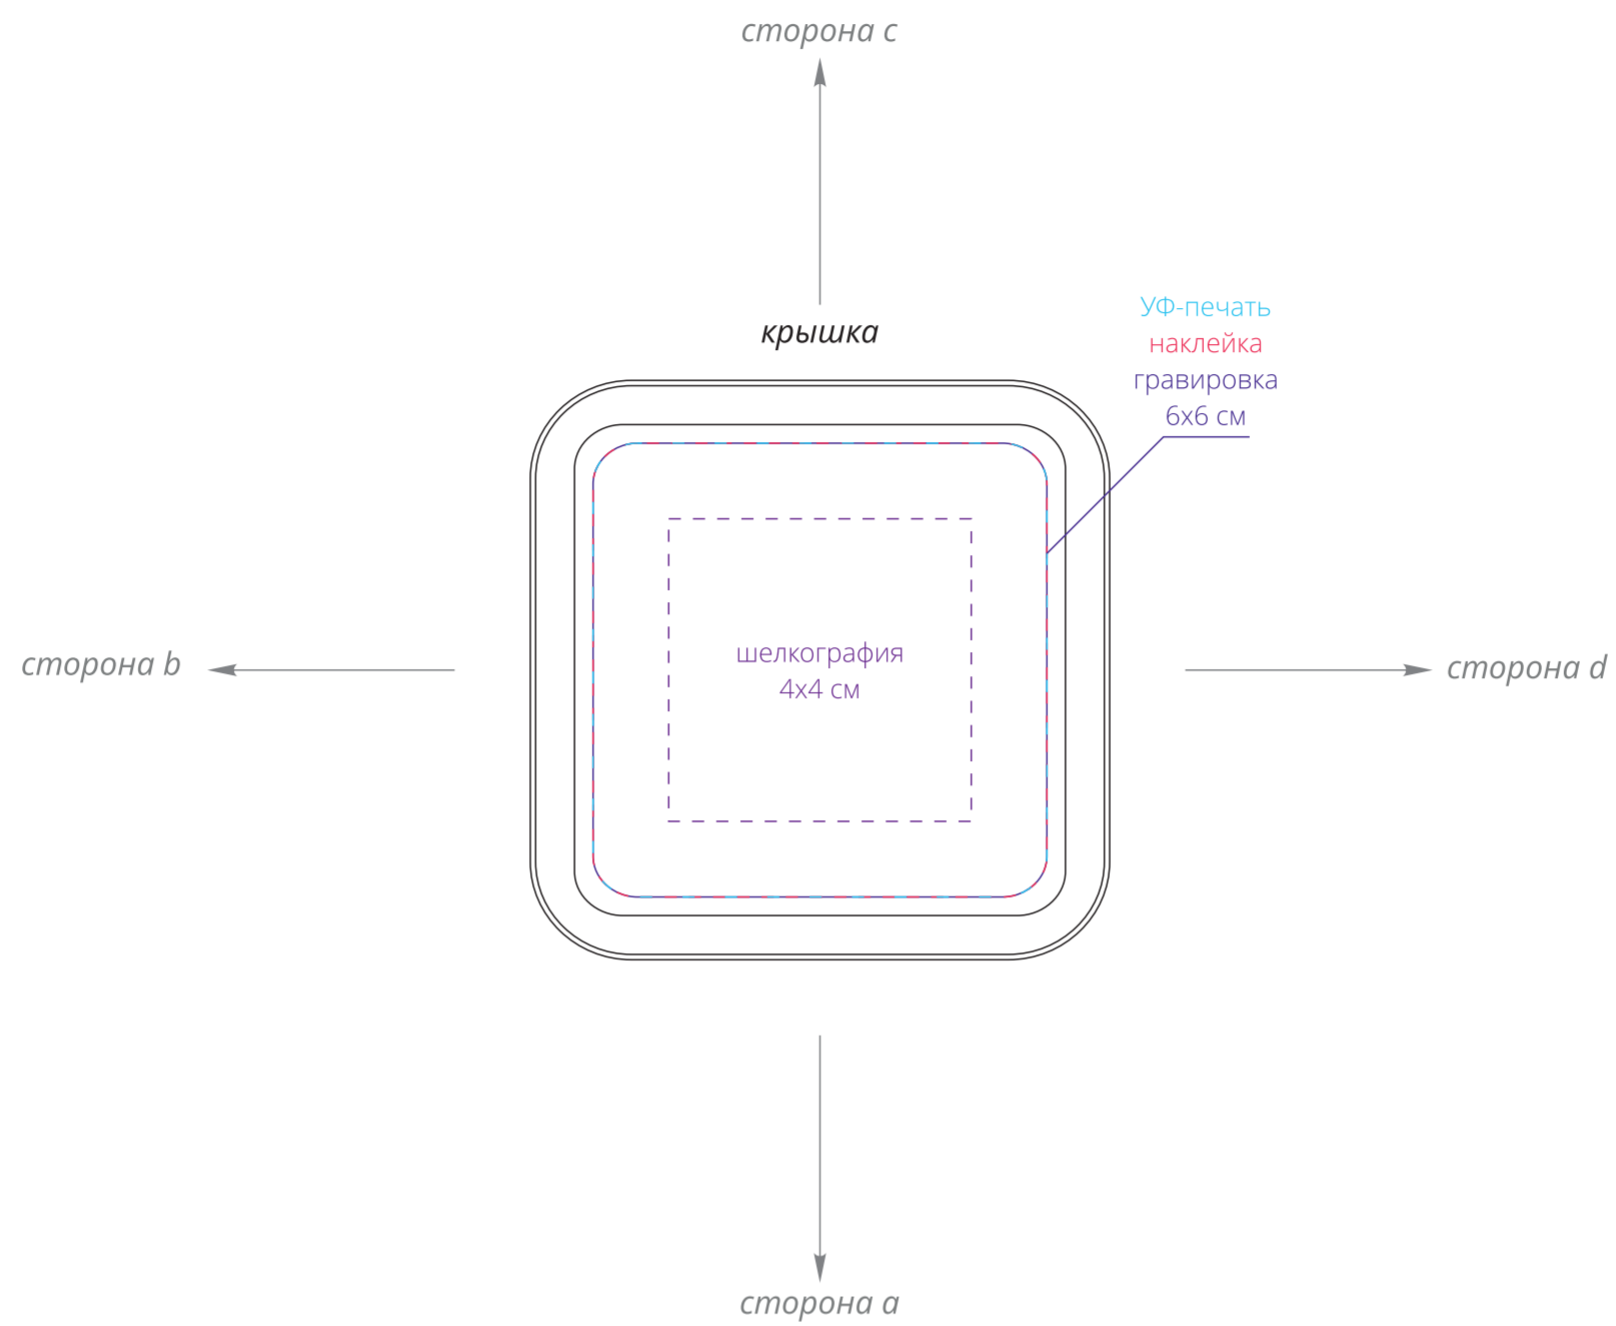 сторона c
крышка
УФ-печать
наклейка
гравировка
6х6 см
шелкография
4х4 см
сторона b
сторона d
сторона a